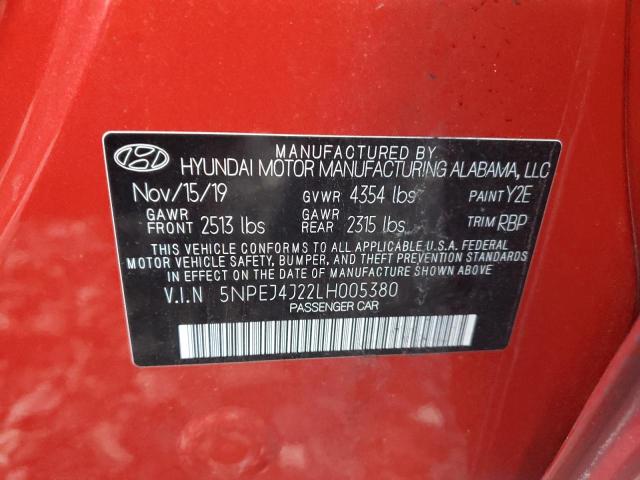 MANUFACTURED BY
HYUNDAI MOTOR MANUFACTURING ALABAMA, LLC
Nov/15/19 GVWR 4354 lbs PAINT Y2E
GAWR FRONT 2513 lbs GAWR REAR 2315 lbs TRIM RBP
THIS VEHICLE CONFORMS TO ALL APPLICABLE U.S.A. FEDERAL
MOTOR VEHICLE SAFETY, BUMPER, AND THEFT PREVENTION STANDARDS
IN EFFECT ON THE DATE OF MANUFACTURE SHOWN ABOVE
V.I.N 5NPEJ4J22LH005380
PASSENGER CAR